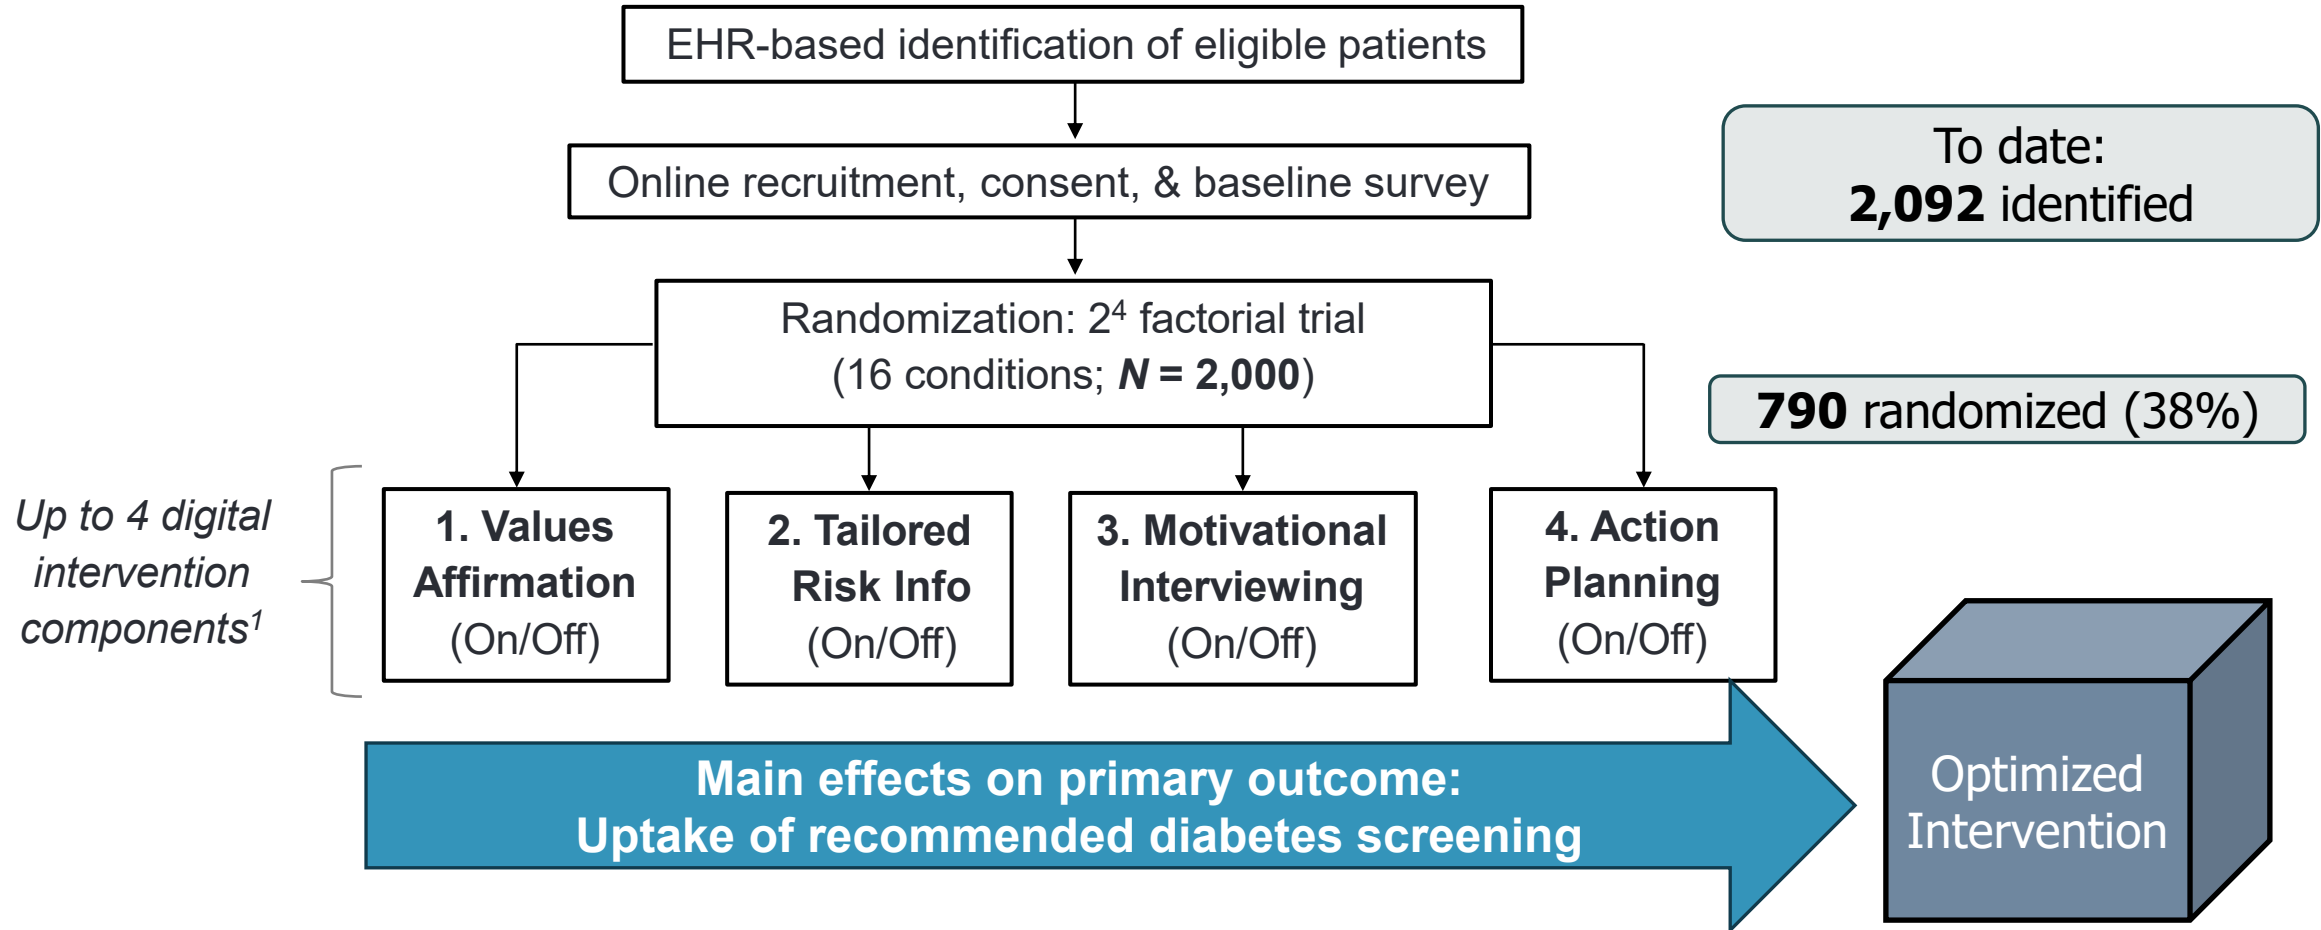 EHR-based identification of eligible patients
Online recruitment, consent, & baseline survey
To date:
2,092 identified
Randomization: 2⁴ factorial trial
(16 conditions; N = 2,000)
790 randomized (38%)
Up to 4 digital
intervention
components¹
1. Values
Affirmation
(On/Off)
2. Tailored
Risk Info
(On/Off)
3. Motivational
Interviewing
(On/Off)
4. Action
Planning
(On/Off)
Main effects on primary outcome:
Uptake of recommended diabetes screening
Optimized
Intervention